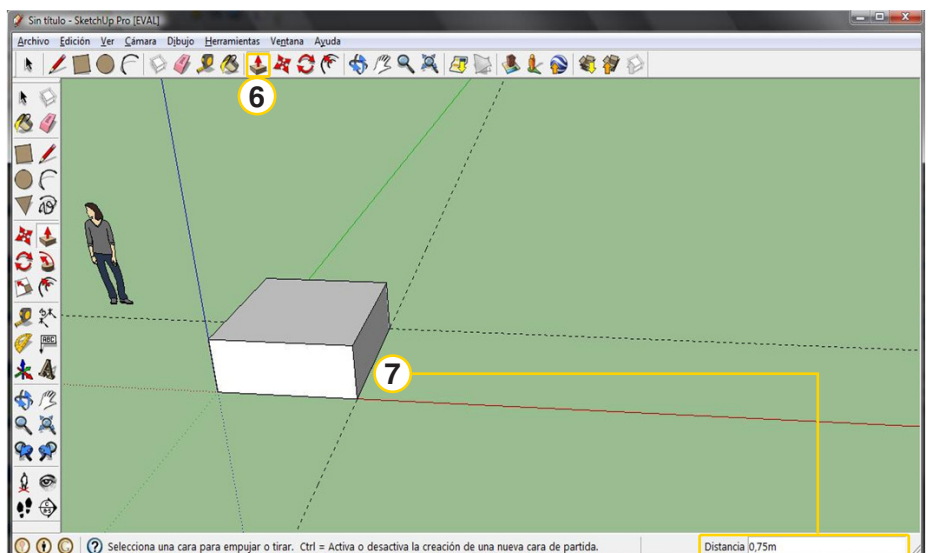 Sin título - SketchUp Pro [EVAL]
Archivo Edición Ver Cámara Dibujo Herramientas Ventana Ayuda
6
ABC
7
Selecciona una cara para empujar o tirar. Ctrl = Activa o desactiva la creación de una nueva cara de partida.
Distancia 0,75m